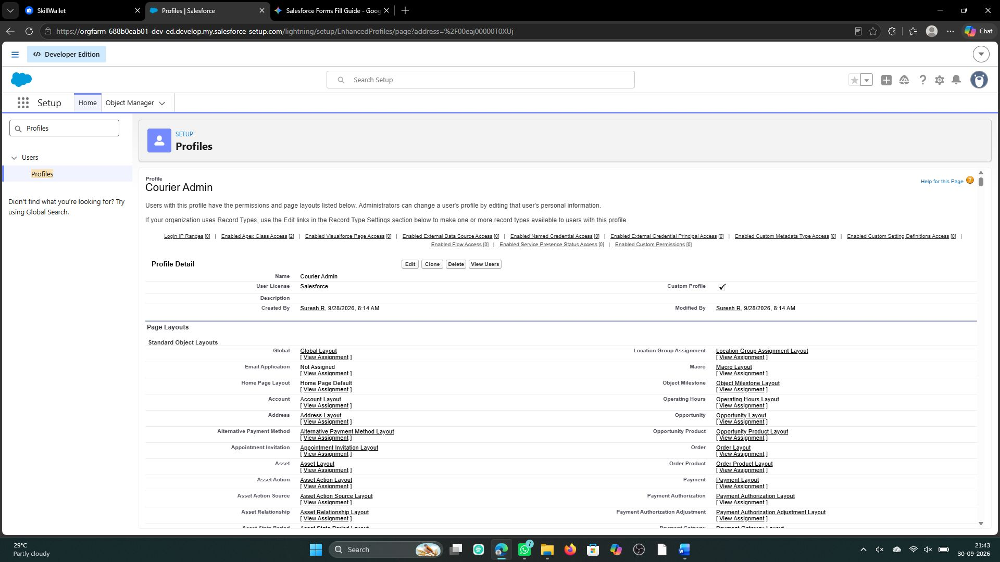 SkillWallet
Profiles | Salesforce
Salesforce Forms Fill Guide - Goog
https://orgfarm-688b0eab01-dev-ed.develop.my.salesforce-setup.com/lightning/setup/EnhancedProfiles/page?address=%2F00eaj00000T0XUj
Chat
Developer Edition
Search Setup
Setup
Home
Object Manager
Profiles
Users
Profiles
Didn't find what you're looking for? Try
using Global Search.
SETUP
Profiles
Profile
Courier Admin
Help for this Page
Users with this profile have the permissions and page layouts listed below. Administrators can change a user's profile by editing that user's personal information.
If your organization uses Record Types, use the Edit links in the Record Type Settings section below to make one or more record types available to users with this profile.
Login IP Ranges [0] | Enabled Apex Class Access [2] | Enabled Visualforce Page Access [0] | Enabled External Data Source Access [0] | Enabled Named Credential Access [0] | Enabled External Credential Principal Access [0] | Enabled Custom Metadata Type Access [0] | Enabled Custom Setting Definitions Access [0] |
Enabled Flow Access [0] | Enabled Service Presence Status Access [0] | Enabled Custom Permissions [0]
Profile Detail Edit Clone Delete View Users
Name Courier Admin
User License Salesforce Custom Profile ✓
Description
Created By Suresh R, 9/28/2026, 8:14 AM Modified By Suresh R, 9/28/2026, 8:14 AM
Page Layouts
Standard Object Layouts
Global Global Layout Location Group Assignment Location Group Assignment Layout
[ View Assignment ] [ View Assignment ]
Email Application Not Assigned Macro Macro Layout
[ View Assignment ] [ View Assignment ]
Home Page Layout Home Page Default Object Milestone Object Milestone Layout
[ View Assignment ] [ View Assignment ]
Account Account Layout Operating Hours Operating Hours Layout
[ View Assignment ] [ View Assignment ]
Address Address Layout Opportunity Opportunity Layout
[ View Assignment ] [ View Assignment ]
Alternative Payment Method Alternative Payment Method Layout Opportunity Product Opportunity Product Layout
[ View Assignment ] [ View Assignment ]
Appointment Invitation Appointment Invitation Layout Order Order Layout
[ View Assignment ] [ View Assignment ]
Asset Asset Layout Order Product Order Product Layout
[ View Assignment ] [ View Assignment ]
Asset Action Asset Action Layout Payment Payment Layout
[ View Assignment ] [ View Assignment ]
Asset Action Source Asset Action Source Layout Payment Authorization Payment Authorization Layout
[ View Assignment ] [ View Assignment ]
Asset Relationship Asset Relationship Layout Payment Authorization Adjustment Payment Authorization Adjustment Layout
[ View Assignment ] [ View Assignment ]
Asset State Period Asset State Period Layout Payment Gateway Payment Gateway Layout
29°C
Partly cloudy
Search
7
21:43
30-09-2026